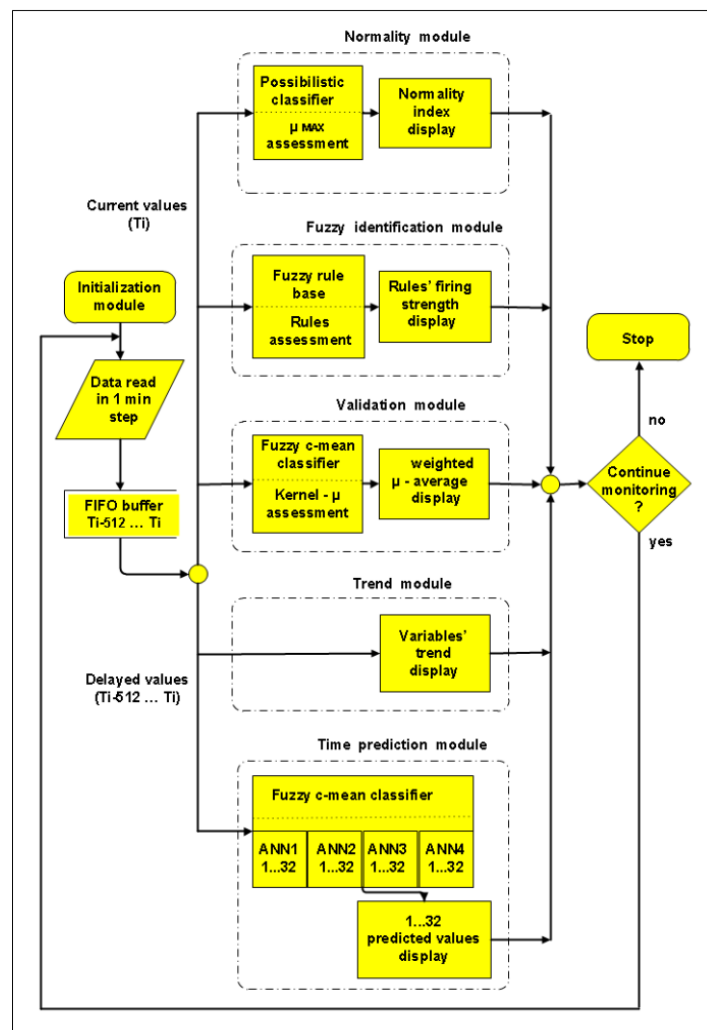 Normality module
Possibilistic
classifier
µ MAX
assessment
Normality
index
display
Current values
(Ti)
Fuzzy identification module
Initialization
module
Fuzzy rule
base
Rules
assessment
Rules' firing
strength
display
Stop
Data read
in 1 min
step
no
Validation module
Fuzzy c-mean
classifier
Kernel - µ
assessment
weighted
µ - average
display
Continue
monitoring
?
FIFO buffer
Ti-512 ... Ti
yes
Trend module
Variables'
trend
display
Delayed values
(Ti-512 ... Ti)
Time prediction module
Fuzzy c-mean classifier
ANN1
1...32
ANN2
1...32
ANN3
1...32
ANN4
1...32
1...32
predicted values
display